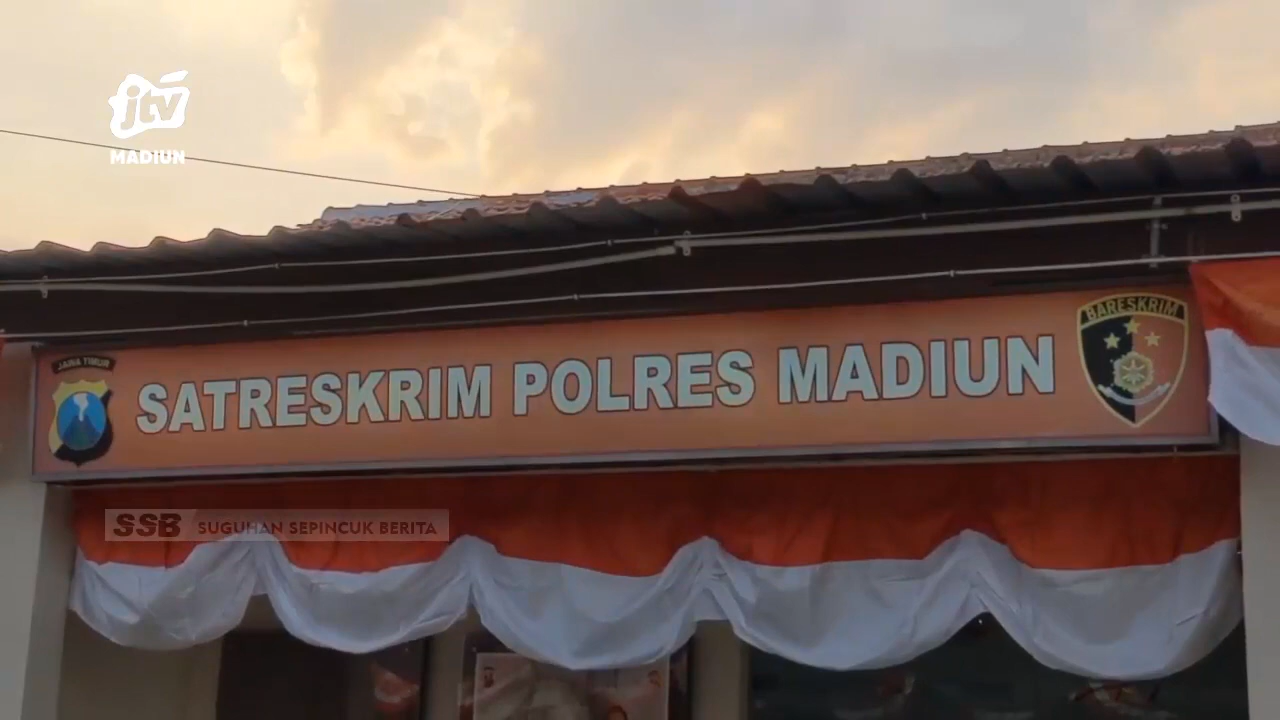 jtv
MADIUN
JAWA TIMUR
SATRESKRIM POLRES MADIUN
BARESKRIM
SSB SUGUHAN SEPINCUK BERITA